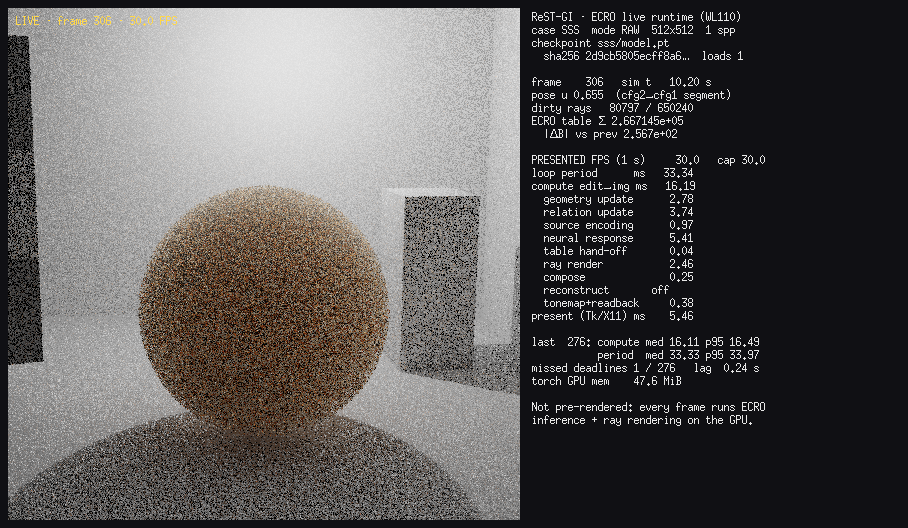 LIVE · frame 306 · 30.0 FPS
ReST-GI · ECRO live runtime (WL110)
case SSS  mode RAW  512x512  1 spp
checkpoint sss/model.pt
sha256 2d9cb5805ecff8a6…  loads 1
frame  306  sim t  10.20 s
pose u 0.655  (cfg2_cfg1 segment)
dirty rays  80797 / 650240
ECRO table Σ 2.667145e+05
|ΔB| vs prev 2.567e+02
PRESENTED FPS (1 s)  30.0  cap 30.0
loop period  ms  33.34
compute edit_img ms  16.19
geometry update  2.78
relation update  3.74
source encoding  0.97
neural response  5.41
table hand-off  0.04
ray render  2.46
compose  0.25
reconstruct  off
tonemap+readback  0.38
present (Tk/X11) ms  5.46
last  276: compute med 16.11 p95 16.49
period  med 33.33 p95 33.97
missed deadlines 1 / 276  lag  0.24 s
torch GPU mem  47.6 MiB
Not pre-rendered: every frame runs ECRO
inference + ray rendering on the GPU.